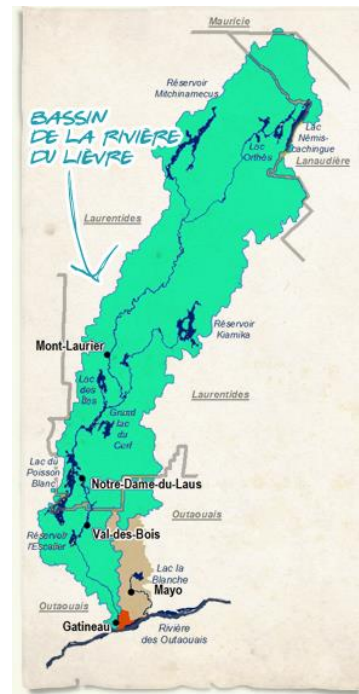 Mauricie
Réservoir
Mitchinamecus
BASSIN
DE LA RIVIÈRE
DU LIÈVRE
Lac
Némis-
cachingue
Lac
Orthès
Lanaudière
Laurentides
Réservoir
Kiamika
Mont-Laurier
Lac
des
Îles
Laurentides
Grand
lac
du
Cerf
Lac du
Poisson
Blanc
Notre-Dame-du-Laus
Outaouais
Val-des-Bois
Réservoir
l'Escalier
Lac la
Blanche
Mayo
Outaouais
Gatineau
Rivière
des Outaouais